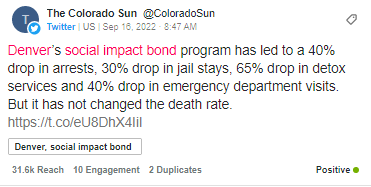 T
The Colorado Sun @ColoradoSun
Twitter | US | Sep 16, 2022 · 8:47 AM
Denver's social impact bond program has led to a 40%
drop in arrests, 30% drop in jail stays, 65% drop in detox
services and 40% drop in emergency department visits.
But it has not changed the death rate.
https://t.co/eU8DhX4IiI
Denver, social impact bond
31.6k Reach 10 Engagement 2 Duplicates Positive